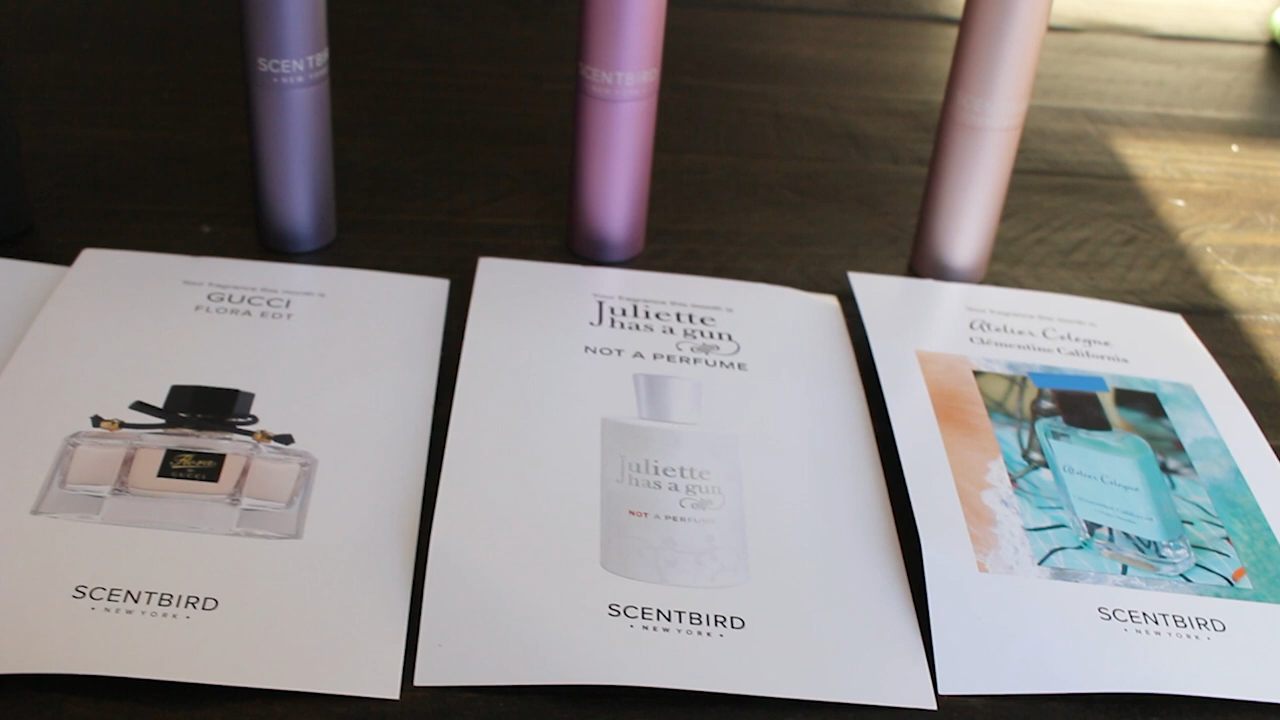 SCENTBIRD
• NEW YORK
SCENTBIRD
Your fragrance this month is
GUCCI
FLORA EDT
Flora
GUCCI
SCENTBIRD
• NEW YORK •
Your fragrance this month is
Juliette
has a gun
NOT A PERFUME
Juliette
has a gun
NOT A PERFUME
SCENTBIRD
• NEW YORK •
Your fragrance this month is
Atelier Cologne
Clémentine California
Atelier Cologne
SCENTBIRD
• NEW YORK •